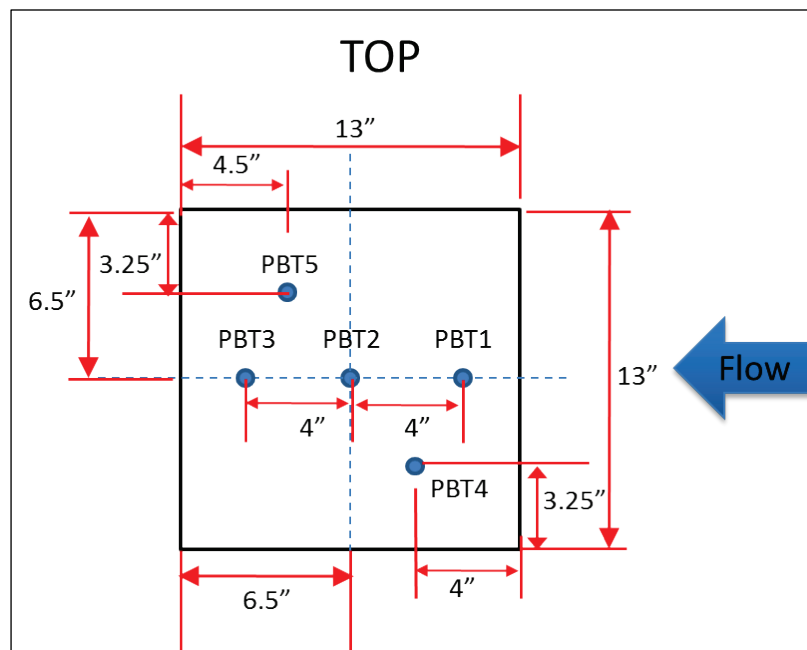 TOP
13”
4.5”
3.25”
PBT5
6.5”
PBT3
PBT2
PBT1
Flow
13”
4”
4”
PBT4
3.25”
6.5”
4”